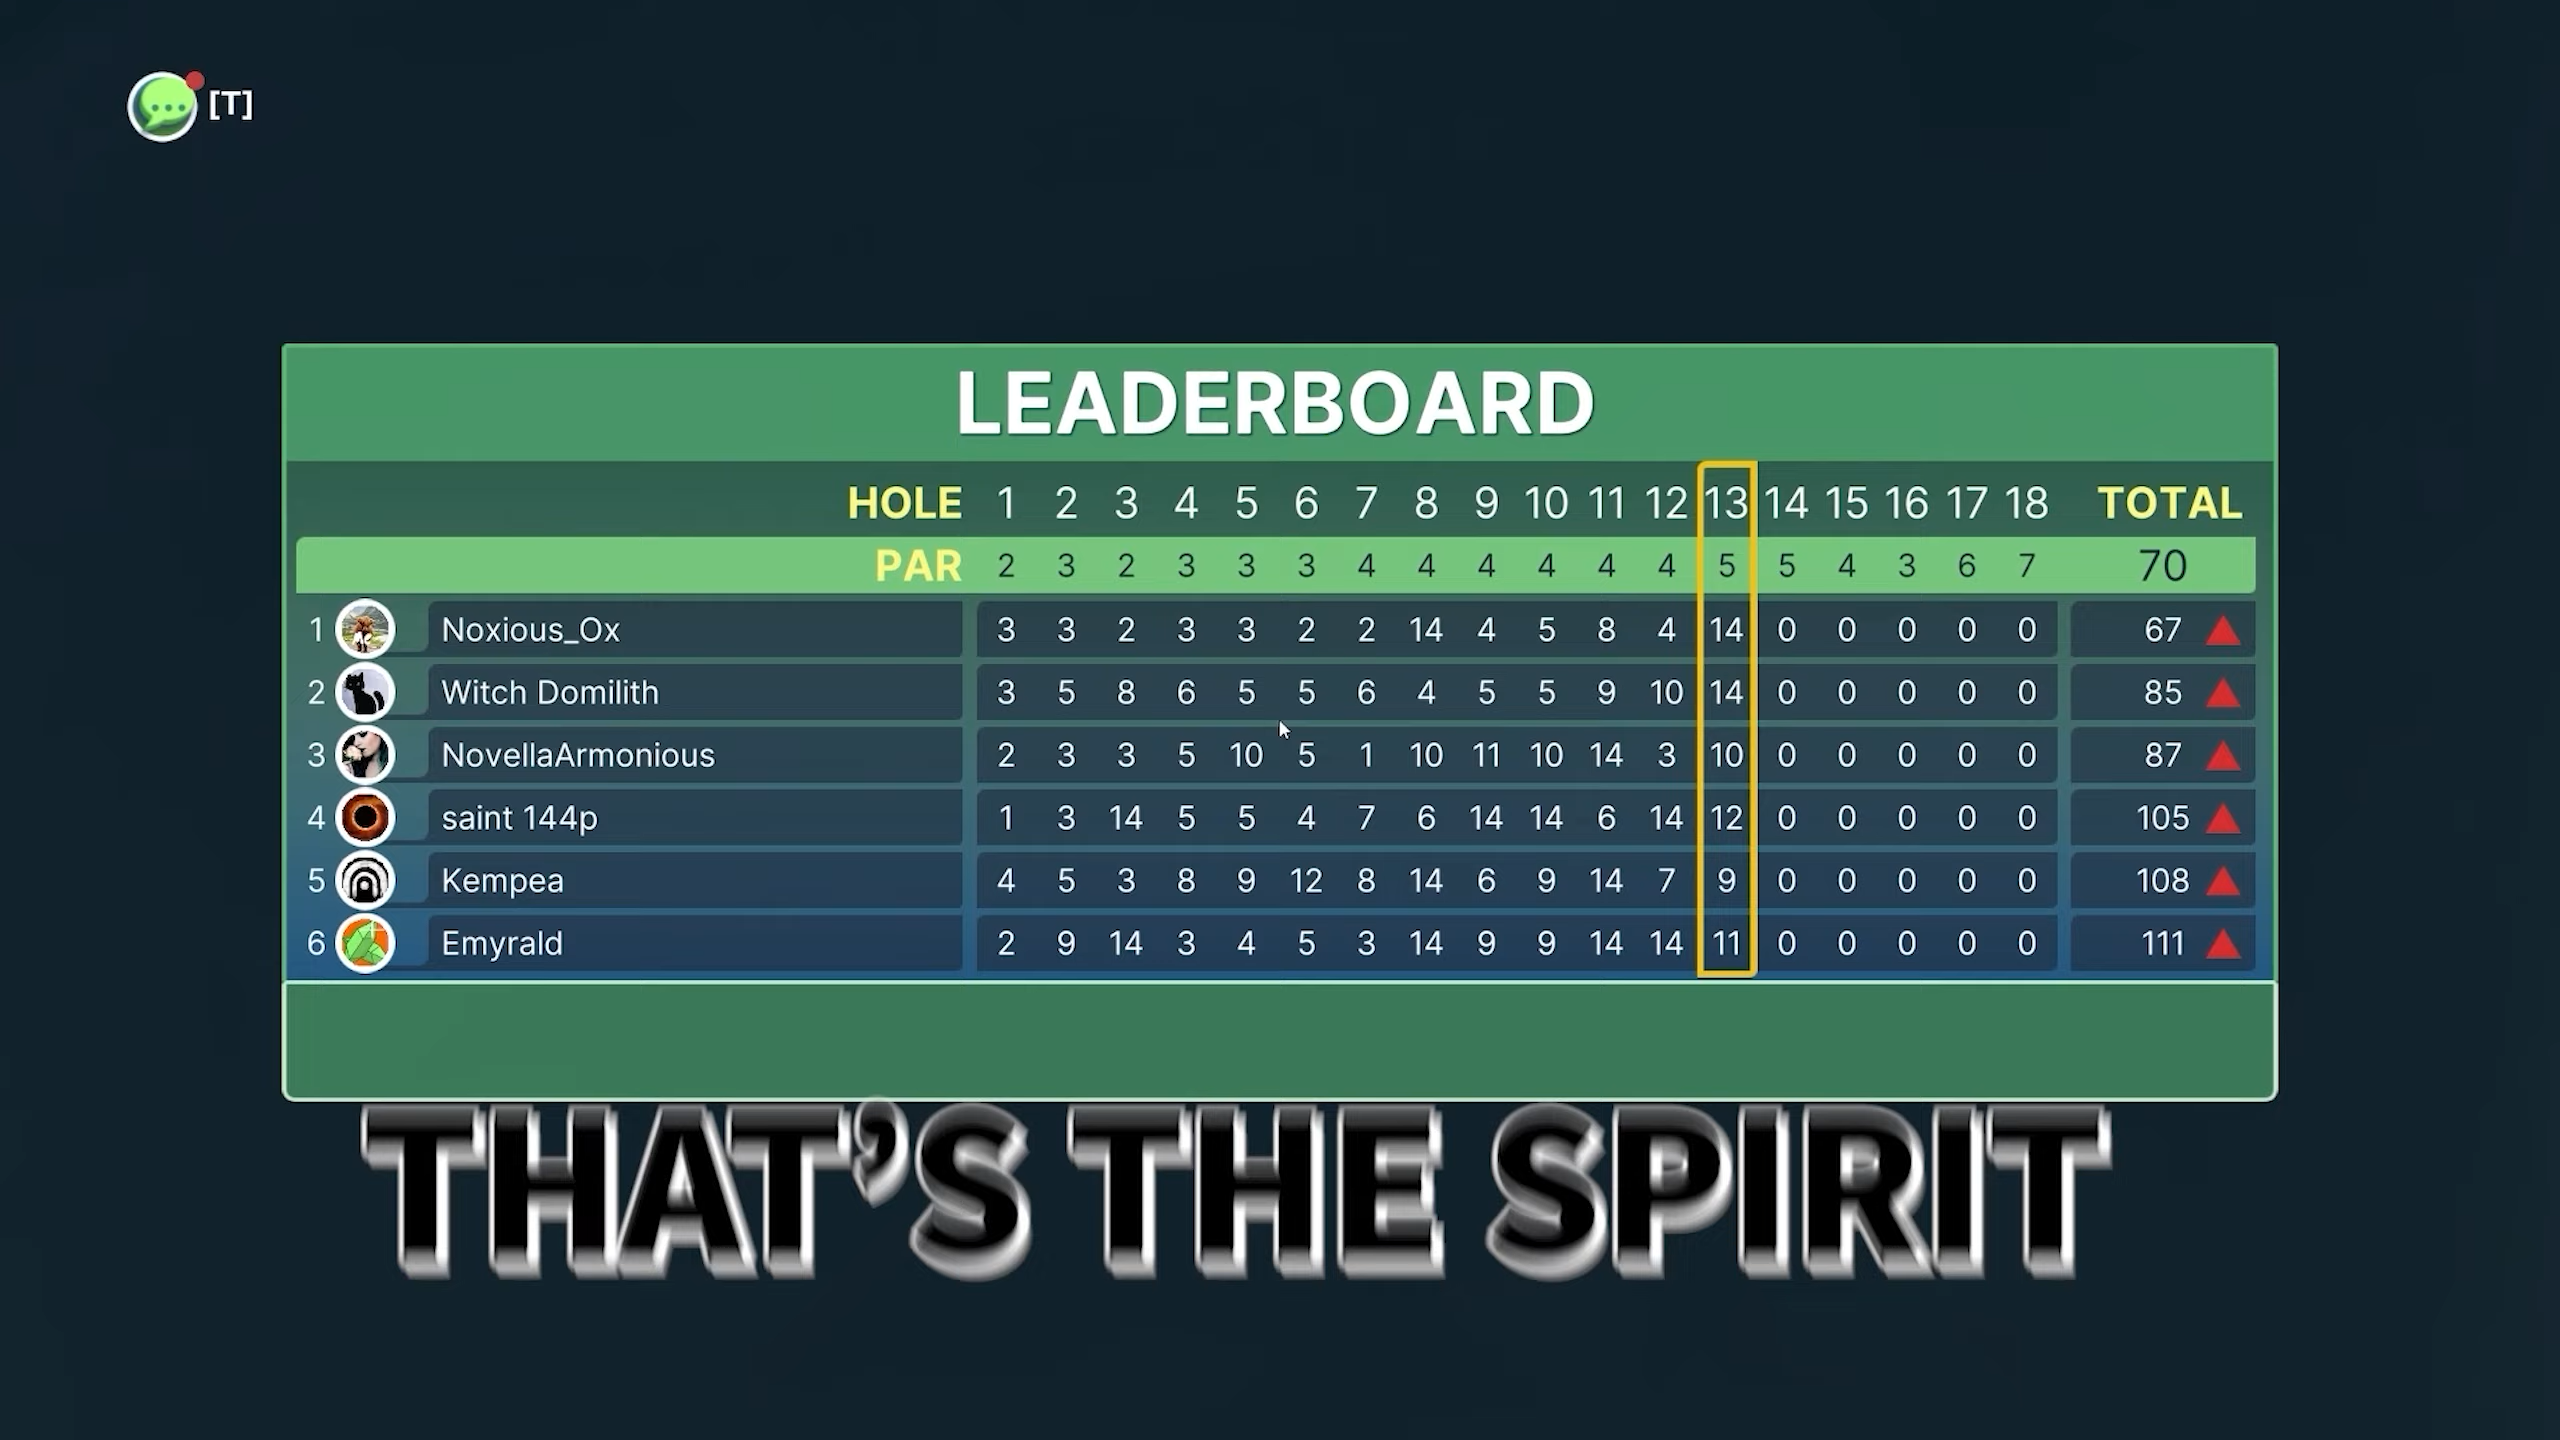 [T]
LEADERBOARD
HOLE 1 2 3 4 5 6 7 8 9 10 11 12 13 14 15 16 17 18 TOTAL
PAR 2 3 2 3 3 3 4 4 4 4 4 4 5 5 4 3 6 7 70
1 Noxious_Ox 3 3 2 3 3 2 2 14 4 5 8 4 14 0 0 0 0 0 67
2 Witch Domilith 3 5 8 6 5 5 6 4 5 5 9 10 14 0 0 0 0 0 85
3 NovellaArmonious 2 3 3 5 10 5 1 10 11 10 14 3 10 0 0 0 0 0 87
4 saint 144p 1 3 14 5 5 4 7 6 14 14 6 14 12 0 0 0 0 0 105
5 Kempea 4 5 3 8 9 12 8 14 6 9 14 7 9 0 0 0 0 0 108
6 Emyrald 2 9 14 3 4 5 3 14 9 9 14 14 11 0 0 0 0 0 111
THAT'S THE SPIRIT